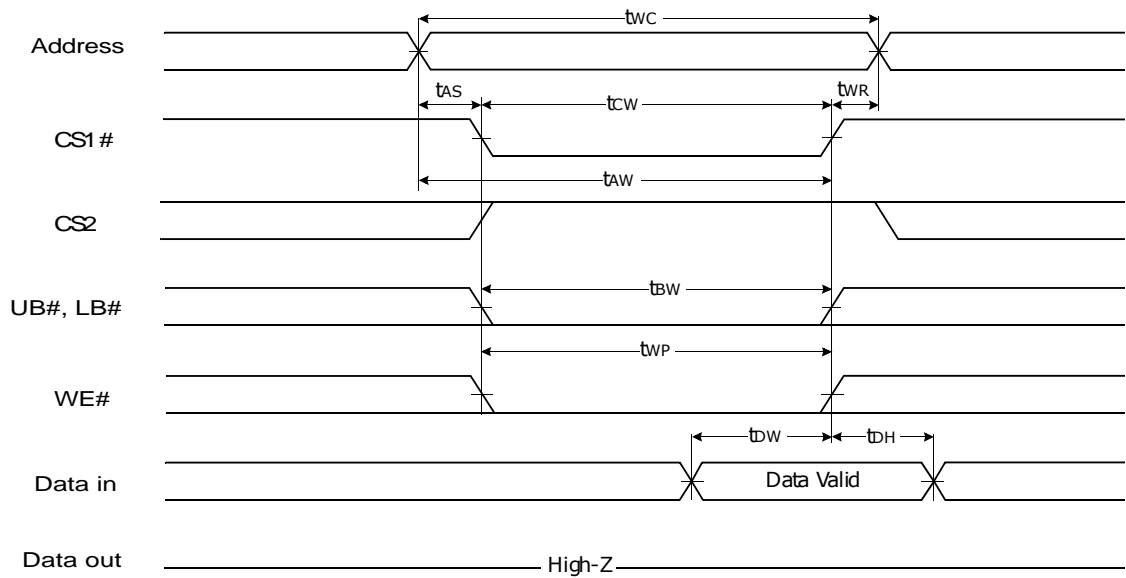 tWC
Address
tAS
tCW
tWR
CS1#
tAW
CS2
tBW
UB#, LB#
tWP
WE#
tDW
tDH
Data in
Data Valid
Data out
High-Z